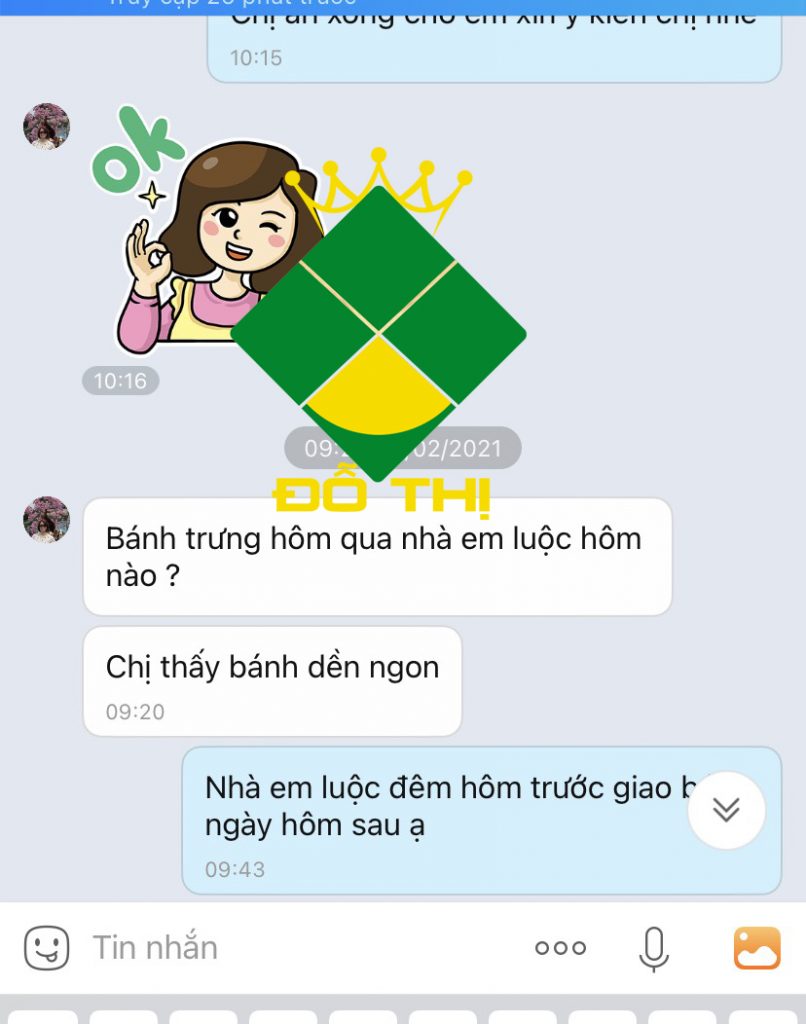 Truy cập 20 phút trước
Chị ăn xong cho em xin ý kiến chị nhé
10:15
ok
10:16
09:2 /02/2021
ĐỖ THỊ
Bánh trưng hôm qua nhà em luộc hôm
nào ?
Chị thấy bánh dền ngon
09:20
Nhà em luộc đêm hôm trước giao
ngày hôm sau ạ
09:43
Tin nhắn